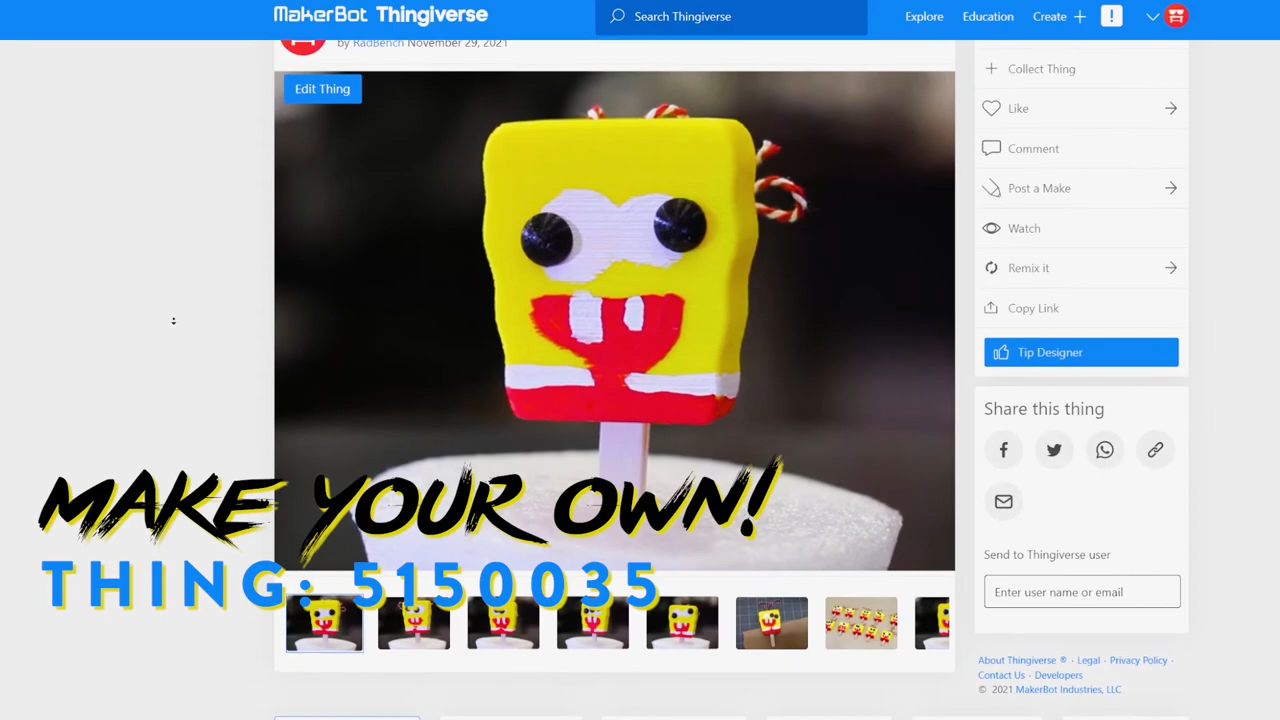 MakerBot Thingiverse
Search Thingiverse
Explore
Education
Create
by RadBench November 29, 2021
Edit Thing
Collect Thing
Like
Comment
Post a Make
Watch
Remix it
Copy Link
Tip Designer
Share this thing
Send to Thingiverse user
Enter user name or email
MAKE YOUR OWN!
THING: 5150035
About Thingiverse ® · Legal · Privacy Policy ·
Contact Us · Developers
© 2021 MakerBot Industries, LLC